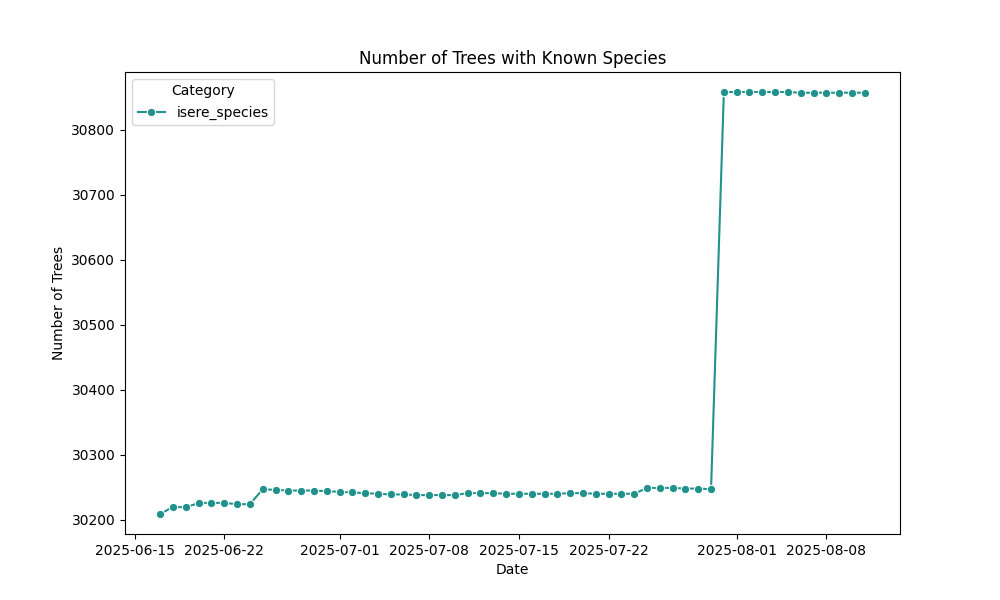 Number of Trees with Known Species
Category
isere_species
30800
30700
30600
30500
30400
30300
30200
Number of Trees
2025-06-15 2025-06-22 2025-07-01 2025-07-08 2025-07-15 2025-07-22 2025-08-01 2025-08-08
Date